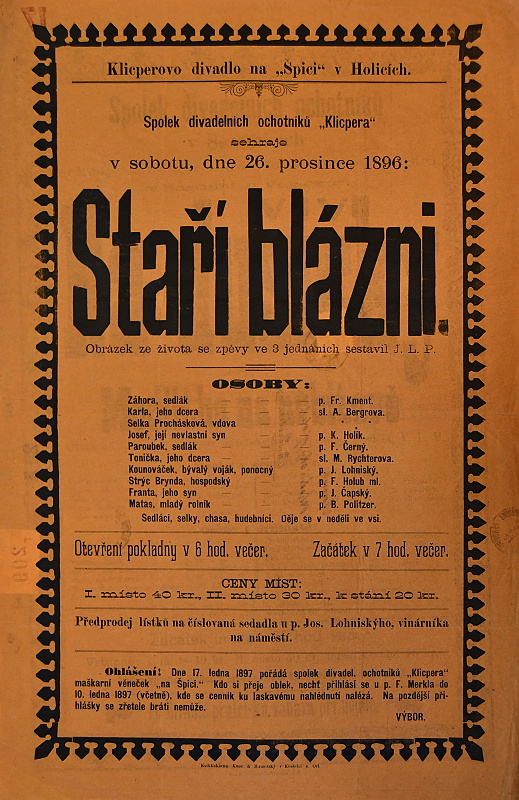 Klicperovo divadlo na „Špici" v Holicích.
Spolek divadelních ochotníků „Klicpera"
sehraje
v sobotu, dne 26. prosince 1896:
Staří blázni.
Obrázek ze života se zpěvy ve 3 jednáních sestavil J. L. P.
OSOBY:
Záhora, sedlák — — — p. Fr. Kment.
Karla, jeho dcera — — — sl. A. Bergrova.
Selka Procházková, vdova
Josef, její nevlastní syn — — — p. K. Holík.
Paroubek, sedlák — — — p. F. Černý.
Tonička, jeho dcera — — — sl. M. Rychterova.
Kounováček, bývalý voják, ponocný — p. J. Lohniský.
Strýc Brynda, hospodský — — p. F. Holub ml.
Franta, jeho syn — — — p. J. Čapský.
Matas, mladý rolník — — — p. B. Politzer.
Sedláci, selky, chasa, hudebníci. Děje se v neděli ve vsi.
Otevření pokladny v 6 hod. večer. Začátek v 7 hod. večer.
CENY MÍST:
I. místo 40 kr., II. místo 30 kr., k stání 20 kr.
Předprodej lístků na číslovaná sedadla u p. Jos. Lohniskýho, vinárníka
na náměstí.
Ohlášení! Dne 17. ledna 1897 pořádá spolek divadel. ochotníků „Klicpera"
maškarní věneček „na Špici." Kdo si přeje oblek, nechť přihlásí se u p. F. Merkla do
10. ledna 1897 (včetně), kde se cenník ku laskavému nahlédnutí nalézá. Na pozdější při-
hlášky se zřetele bráti nemůže.
VÝBOR.